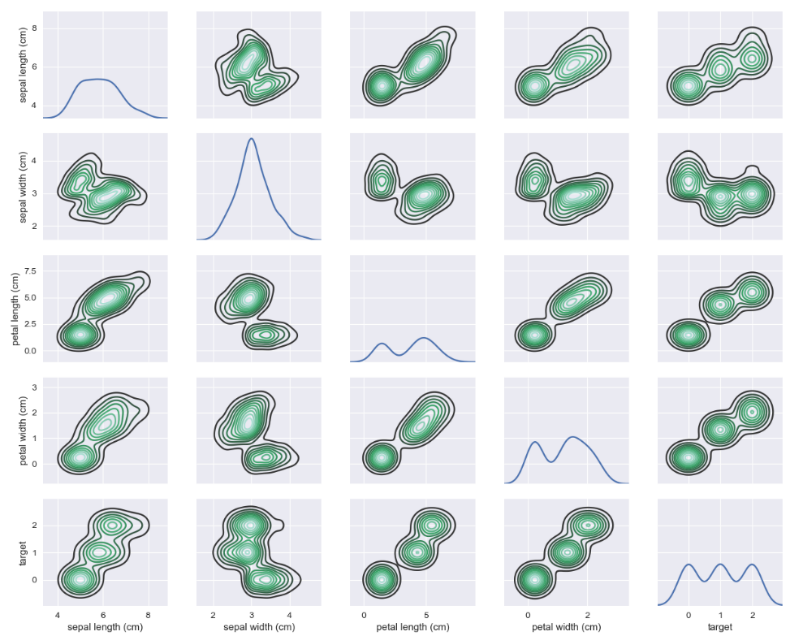 sepal length (cm)
8
6
4
sepal width (cm)
4
3
2
petal length (cm)
7.5
5.0
2.5
0.0
petal width (cm)
3
2
1
0
target
2
1
0
4 6 8
2 3 4
0 5
0 2
0 1 2
sepal length (cm)
sepal width (cm)
petal length (cm)
petal width (cm)
target